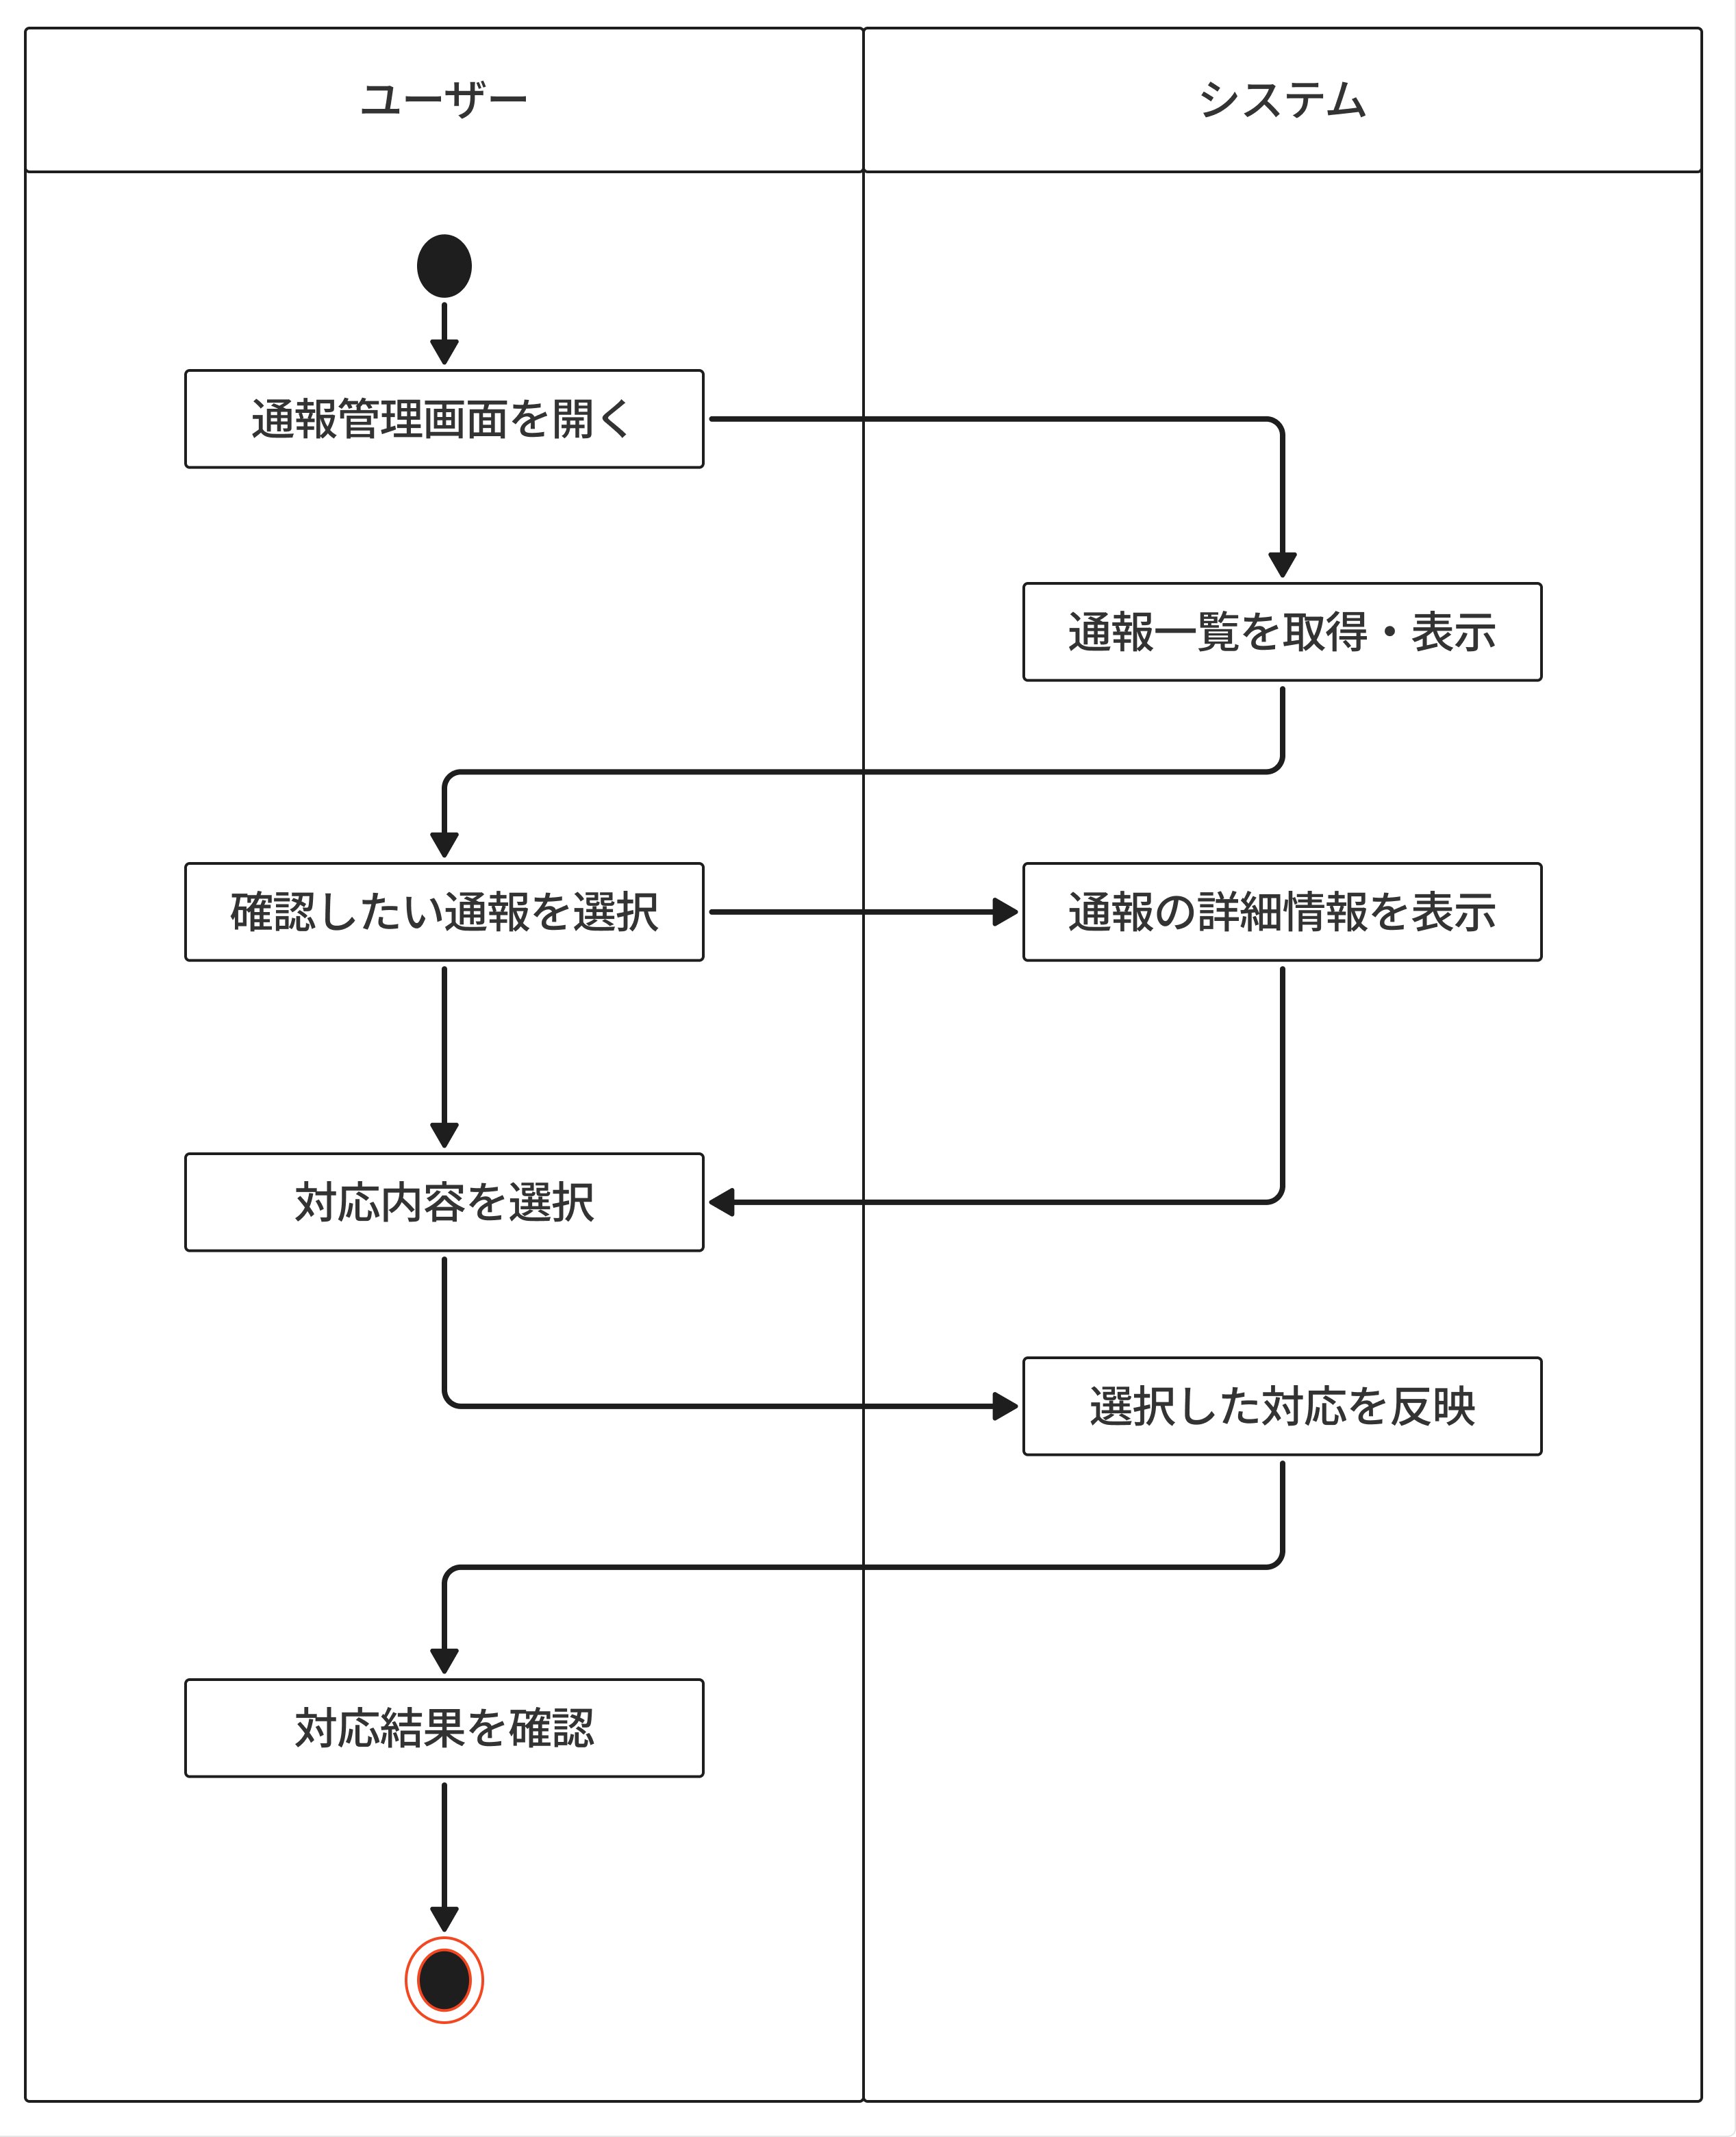 ユーザー
システム
通報管理画面を開く
通報一覧を取得・表示
確認したい通報を選択
通報の詳細情報を表示
対応内容を選択
選択した対応を反映
対応結果を確認